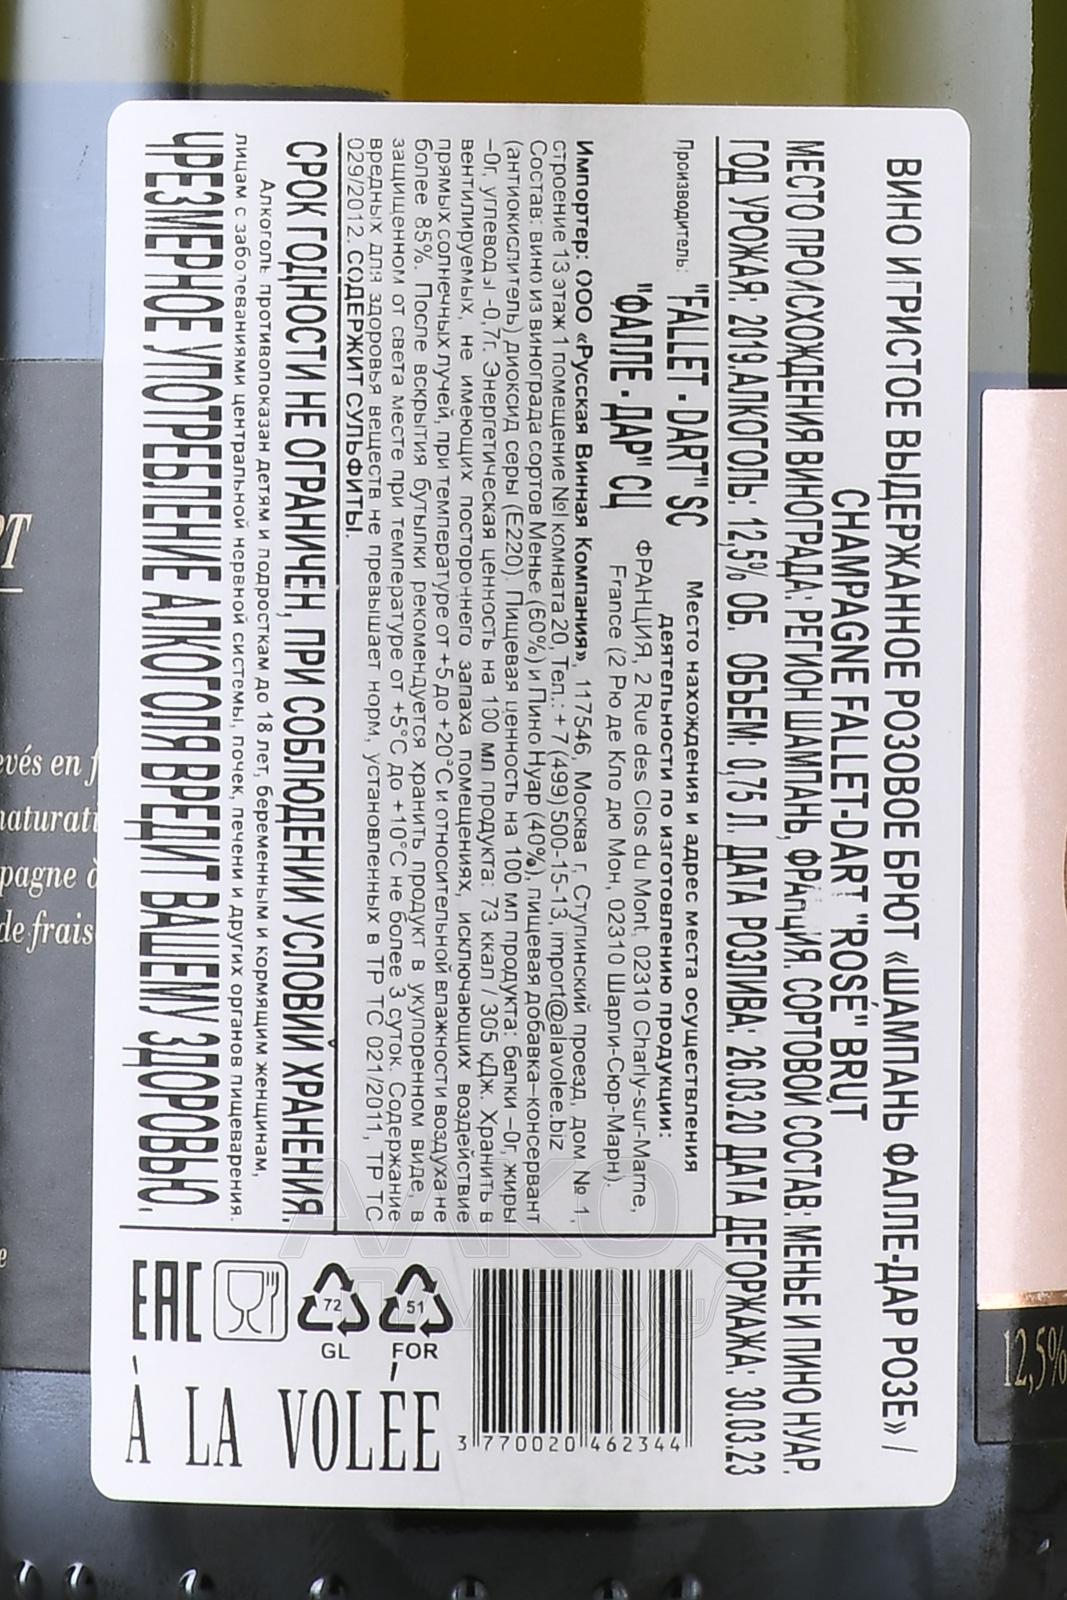 ВИНО ИГРИСТОЕ ВЫДЕРЖАННОЕ РОЗОВОЕ БРЮТ «ШАМПАНЬ ФАЛЛЕ-ДАР РОЗЕ» /
CHAMPAGNE FALLET-DART "ROSÉ" BRUT
МЕСТО ПРОИСХОЖДЕНИЯ ВИНОГРАДА: РЕГИОН ШАМПАНЬ, ФРАНЦИЯ. СОРТОВОЙ СОСТАВ: МЕНЬЕ И ПИНО НУАР.
ГОД УРОЖАЯ: 2019.АЛКОГОЛЬ: 12,5% ОБ. ОБЪЕМ: 0,75 Л. ДАТА РОЗЛИВА: 26.03.20 ДАТА ДЕГОРЖАЖА: 30.03.23
Производитель:
"FALLET - DART" SC
"ФАЛЛЕ - ДАР" СЦ
Место нахождения и адрес места осуществления
деятельности по изготовлению продукции:
ФРАНЦИЯ, 2 Rue des Clos du Mont, 02310 Charly-sur-Marne,
France (2 Рю де Кло дю Мон, 02310 Шарли-Сюр-Марн).
Импортер: ООО «Русская Винная Компания», 117546, Москва г, Ступинский проезд, дом № 1,
строение 13 этаж 1 помещение №I комната 20, Тел.: + 7 (499) 500-15-13, import@alavolee.biz
Состав: вино из винограда сортов Менье (60%) и Пино Нуар (40%), пищевая добавка–консервант
(антиокислитель) диоксид серы (Е220). Пищевая ценность на 100 мл продукта: белки –0г, жиры
–0г, углеводы -0,7г. Энергетическая ценность на 100 мл продукта: 73 ккал / 305 кДж. Хранить в
вентилируемых, не имеющих постороннего запаха помещениях, исключающих воздействие
прямых солнечных лучей, при температуре от +5 до +20°С и относительной влажности воздуха не
более 85%. После вскрытия бутылки рекомендуется хранить продукт в укупоренном виде, в
защищенном от света месте при температуре от +5°С до +10°С не более 3 суток. Содержание
вредных для здоровья веществ не превышает норм, установленных в ТР ТС 021/2011, ТР ТС
029/2012. СОДЕРЖИТ СУЛЬФИТЫ.
СРОК ГОДНОСТИ НЕ ОГРАНИЧЕН, ПРИ СОБЛЮДЕНИИ УСЛОВИЙ ХРАНЕНИЯ.
Алкоголь противопоказан детям и подросткам до 18 лет, беременным и кормящим женщинам,
лицам с заболеваниями центральной нервной системы, почек, печени и других органов пищеварения.
ЧРЕЗМЕРНОЕ УПОТРЕБЛЕНИЕ АЛКОГОЛЯ ВРЕДИТ ВАШЕМУ ЗДОРОВЬЮ.
3 770020 462344
51
FOR
72
GL
EAC
À LA VOLÉE
12,5%
evés en f
naturati
pagne d
de frais